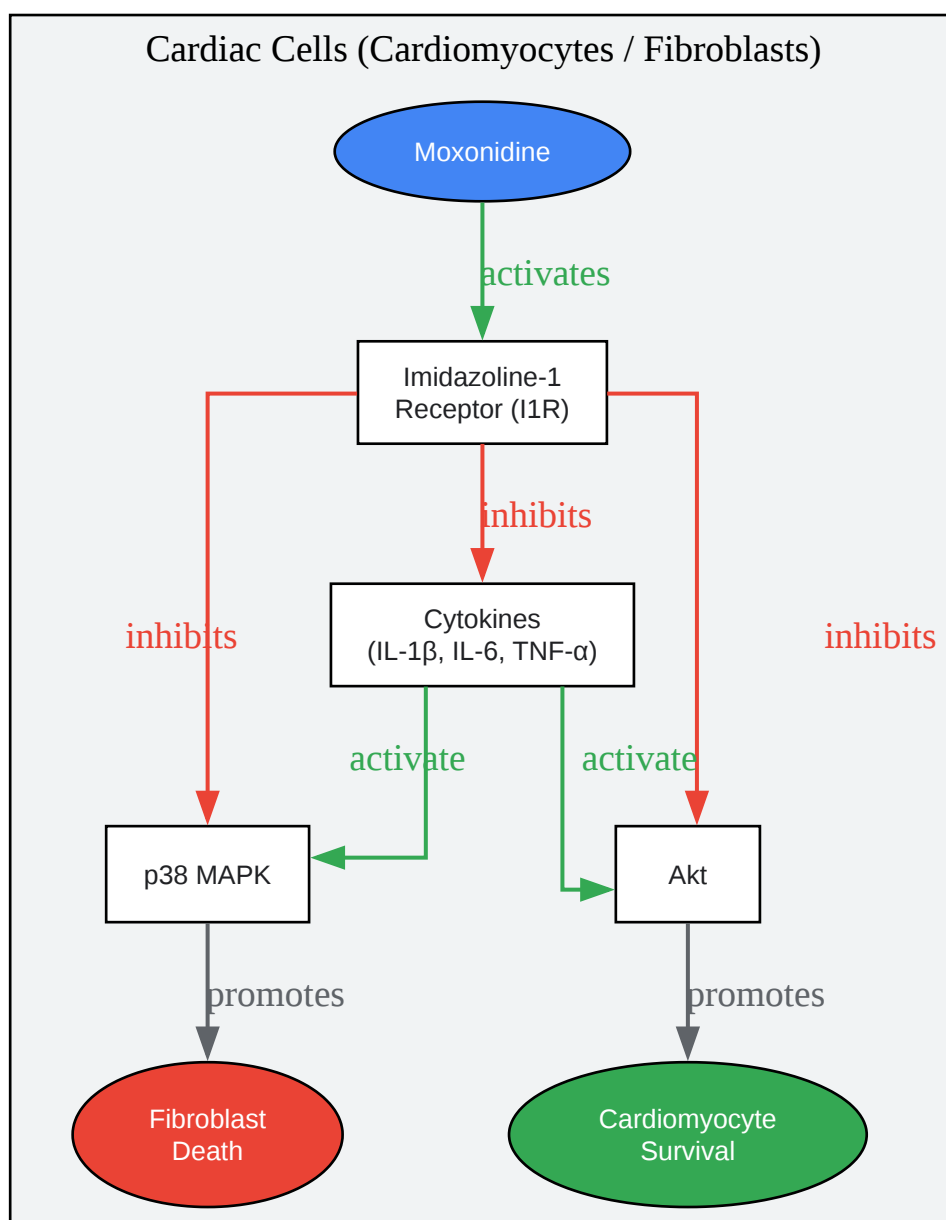 Cardiac Cells (Cardiomyocytes / Fibroblasts)
Moxonidine
activates
Imidazoline-1
Receptor (I1R)
inhibits
Cytokines
(IL-1β, IL-6, TNF-α)
inhibits
inhibits
activate
activate
p38 MAPK
Akt
promotes
promotes
Fibroblast
Death
Cardiomyocyte
Survival